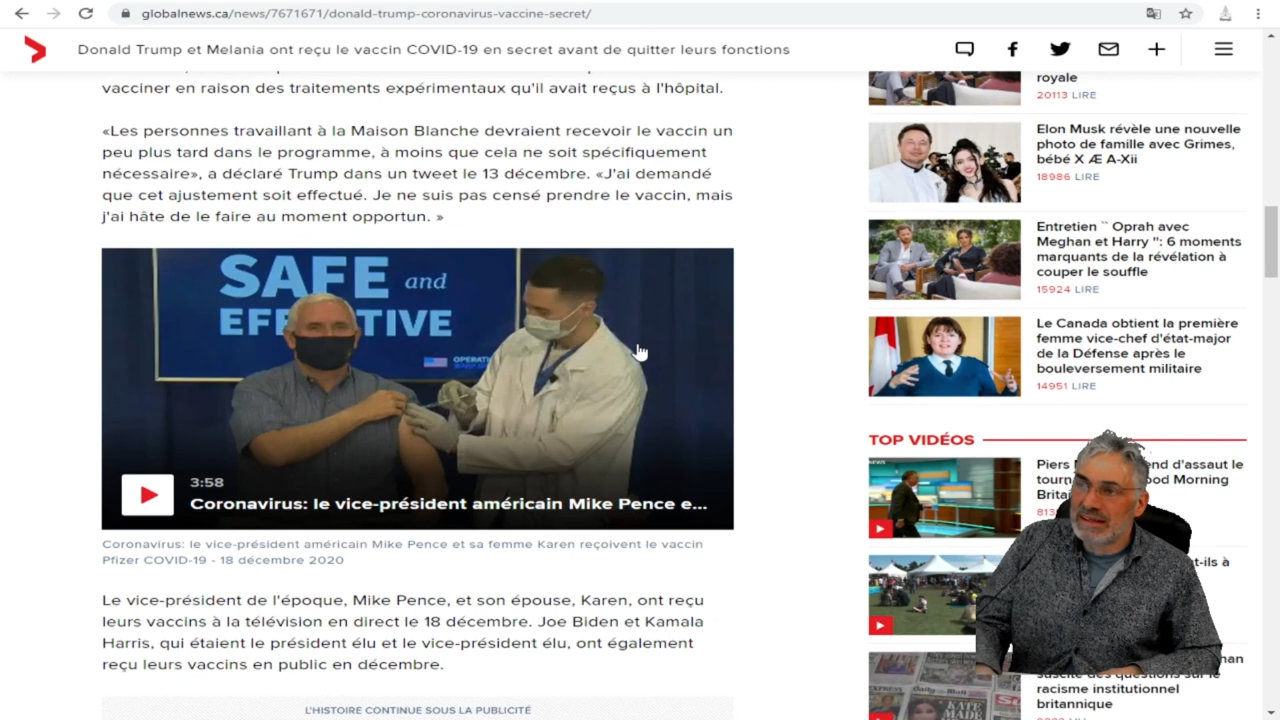 globalnews.ca/news/7671671/donald-trump-coronavirus-vaccine-secret/
Donald Trump et Melania ont reçu le vaccin COVID-19 en secret avant de quitter leurs fonctions
vacciner en raison des traitements expérimentaux qu'il avait reçus à l'hôpital.
«Les personnes travaillant à la Maison Blanche devraient recevoir le vaccin un
peu plus tard dans le programme, à moins que cela ne soit spécifiquement
nécessaire», a déclaré Trump dans un tweet le 13 décembre. «J'ai demandé
que cet ajustement soit effectué. Je ne suis pas censé prendre le vaccin, mais
j'ai hâte de le faire au moment opportun. »
SAFE and
EFFECTIVE
3:58
Coronavirus: le vice-président américain Mike Pence e...
Coronavirus: le vice-président américain Mike Pence et sa femme Karen reçoivent le vaccin
Pfizer COVID-19 - 18 décembre 2020
Le vice-président de l'époque, Mike Pence, et son épouse, Karen, ont reçu
leurs vaccins à la télévision en direct le 18 décembre. Joe Biden et Kamala
Harris, qui étaient le président élu et le vice-président élu, ont également
reçu leurs vaccins en public en décembre.
L'HISTOIRE CONTINUE SOUS LA PUBLICITÉ
royale
20113 LIRE
Elon Musk révèle une nouvelle
photo de famille avec Grimes,
bébé X Æ A-Xii
18986 LIRE
Entretien `` Oprah avec
Meghan et Harry '': 6 moments
marquants de la révélation à
couper le souffle
15924 LIRE
Le Canada obtient la première
femme vice-chef d'état-major
de la Défense après le
bouleversement militaire
14951 LIRE
TOP VIDÉOS
Piers end d'assaut le
ood Morning
t-ils à
suscite des questions sur le
racisme institutionnel
britannique